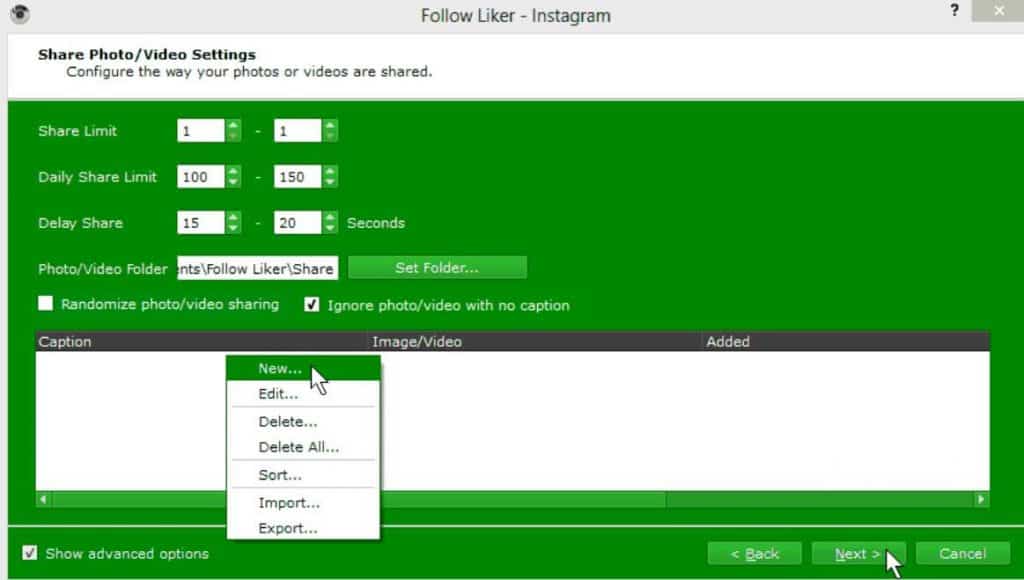 Follow Liker - Instagram
?
Share Photo/Video Settings
Configure the way your photos or videos are shared.
Share Limit 1 - 1
Daily Share Limit 100 - 150
Delay Share 15 - 20 Seconds
Photo/Video Folder nts\Follow Liker\Share Set Folder...
Randomize photo/video sharing Ignore photo/video with no caption
Caption Image/Video Added
New...
Edit...
Delete...
Delete All...
Sort...
Import...
Export...
Show advanced options < Back Next > Cancel